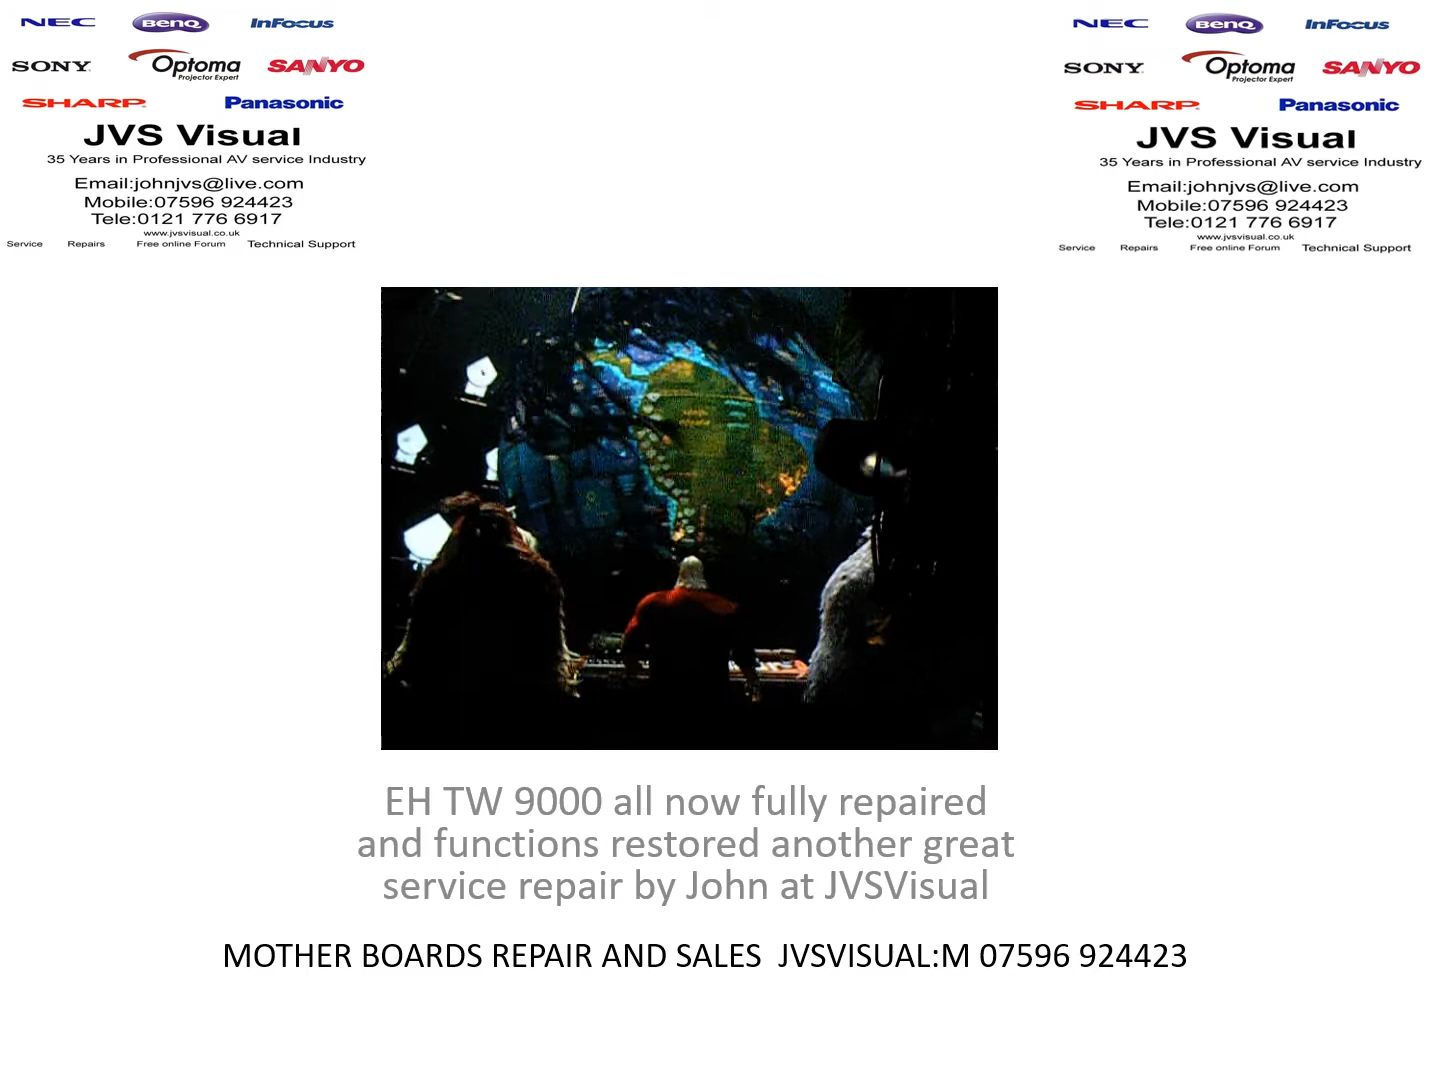 NEC BenQ InFocus
SONY Optoma SANYO
Projector Expert
SHARP Panasonic
JVS Visual
35 Years in Professional AV service Industry
Email:johnjvs@live.com
Mobile:07596 924423
Tele:0121 776 6917
www.jvsvisual.co.uk
Service Repairs Free online Forum Technical Support
NEC BenQ InFocus
SONY Optoma SANYO
Projector Expert
SHARP Panasonic
JVS Visual
35 Years in Professional AV service Industry
Email:johnjvs@live.com
Mobile:07596 924423
Tele:0121 776 6917
www.jvsvisual.co.uk
Service Repairs Free online Forum Technical Support
EH TW 9000 all now fully repaired
and functions restored another great
service repair by John at JVSVisual
MOTHER BOARDS REPAIR AND SALES JVSVISUAL:M 07596 924423